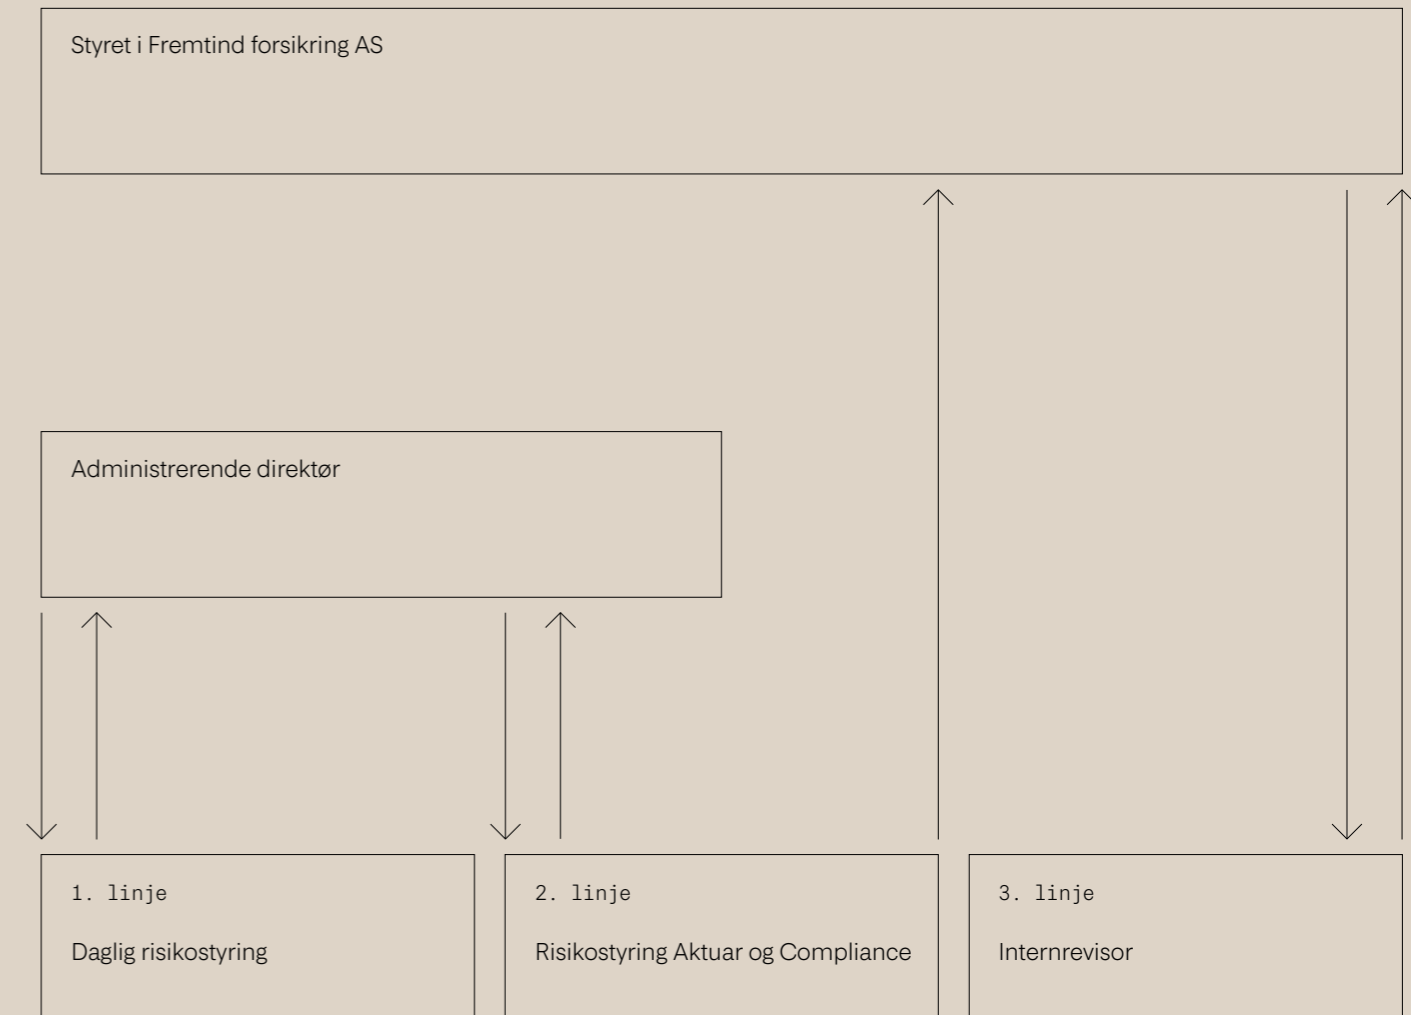 Styret i Fremtind forsikring AS
Administrerende direktør
1. linje
Daglig risikostyring
2. linje
Risikostyring Aktuar og Compliance
3. linje
Internrevisor